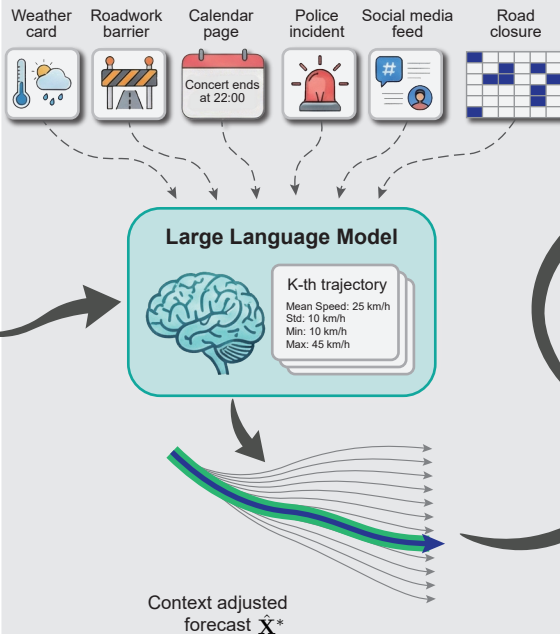 Weather
card
Roadwork
barrier
Calendar
page
Police
incident
Social media
feed
Road
closure
Concert ends
at 22:00
#
Large Language Model
K-th trajectory
Mean Speed: 25 km/h
Std: 10 km/h
Min: 10 km/h
Max: 45 km/h
Context adjusted
forecast X̂*